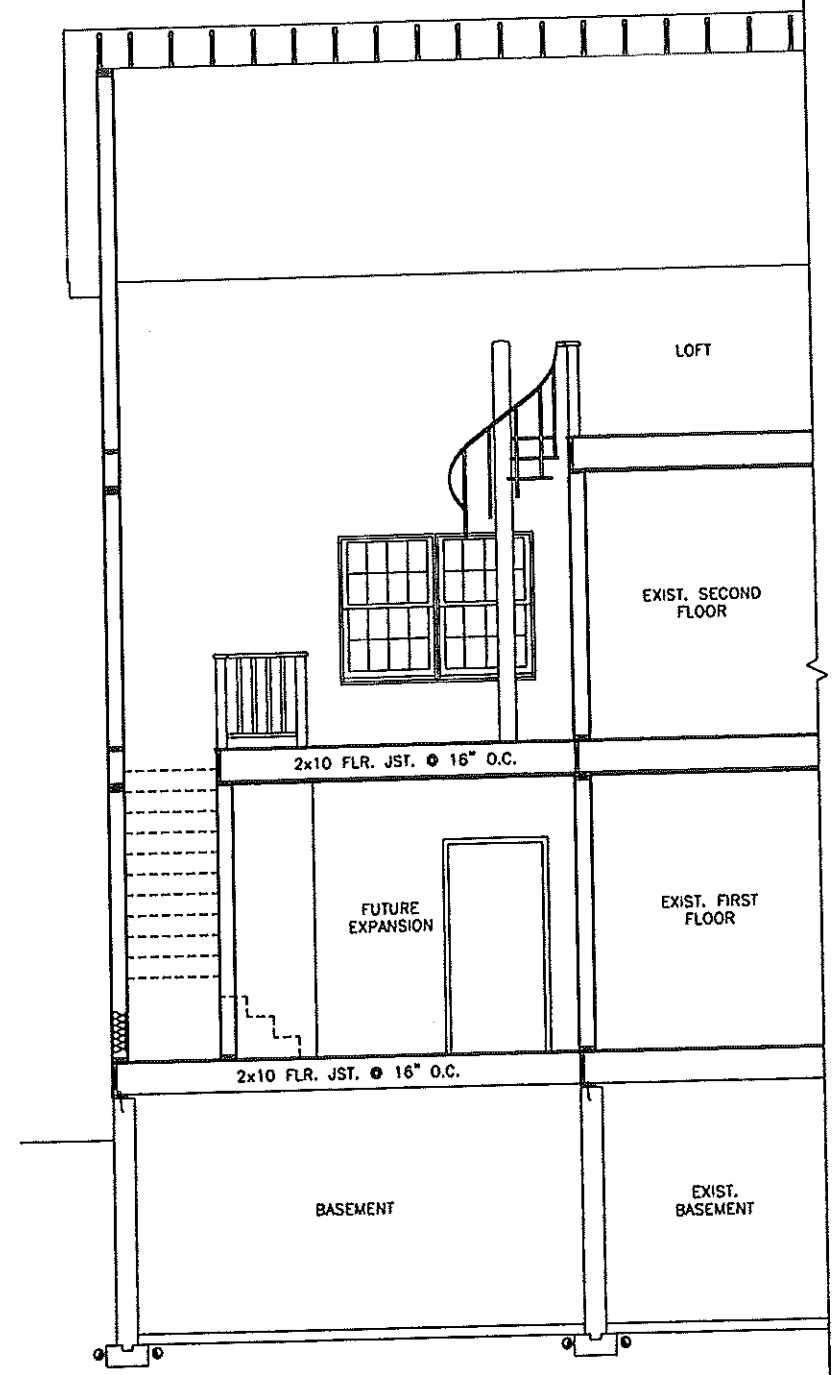 LOFT
EXIST. SECOND
FLOOR
2x10 FLR. JST. @ 16" O.C.
FUTURE
EXPANSION
EXIST. FIRST
FLOOR
2x10 FLR. JST. @ 16" O.C.
BASEMENT
EXIST.
BASEMENT